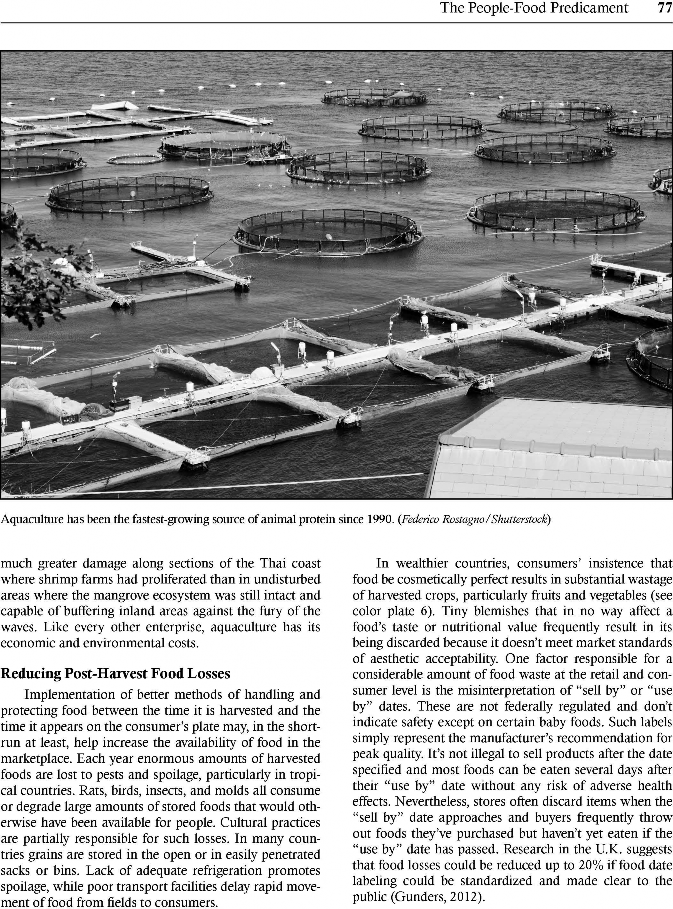 The People-Food Predicament 77
Aquaculture has been the fastest-growing source of animal protein since 1990. (Federico Rostagno/Shutterstock)
much greater damage along sections of the Thai coast
where shrimp farms had proliferated than in undisturbed
areas where the mangrove ecosystem was still intact and
capable of buffering inland areas against the fury of the
waves. Like every other enterprise, aquaculture has its
economic and environmental costs.
Reducing Post-Harvest Food Losses
Implementation of better methods of handling and
protecting food between the time it is harvested and the
time it appears on the consumer's plate may, in the short-
run at least, help increase the availability of food in the
marketplace. Each year enormous amounts of harvested
foods are lost to pests and spoilage, particularly in tropi-
cal countries. Rats, birds, insects, and molds all consume
or degrade large amounts of stored foods that would oth-
erwise have been available for people. Cultural practices
are partially responsible for such losses. In many coun-
tries grains are stored in the open or in easily penetrated
sacks or bins. Lack of adequate refrigeration promotes
spoilage, while poor transport facilities delay rapid move-
ment of food from fields to consumers.
In wealthier countries, consumers' insistence that
food be cosmetically perfect results in substantial wastage
of harvested crops, particularly fruits and vegetables (see
color plate 6). Tiny blemishes that in no way affect a
food's taste or nutritional value frequently result in its
being discarded because it doesn't meet market standards
of aesthetic acceptability. One factor responsible for a
considerable amount of food waste at the retail and con-
sumer level is the misinterpretation of "sell by" or "use
by" dates. These are not federally regulated and don't
indicate safety except on certain baby foods. Such labels
simply represent the manufacturer's recommendation for
peak quality. It's not illegal to sell products after the date
specified and most foods can be eaten several days after
their "use by" date without any risk of adverse health
effects. Nevertheless, stores often discard items when the
"sell by" date approaches and buyers frequently throw
out foods they've purchased but haven't yet eaten if the
"use by" date has passed. Research in the U.K. suggests
that food losses could be reduced up to 20% if food date
labeling could be standardized and made clear to the
public (Gunders, 2012).